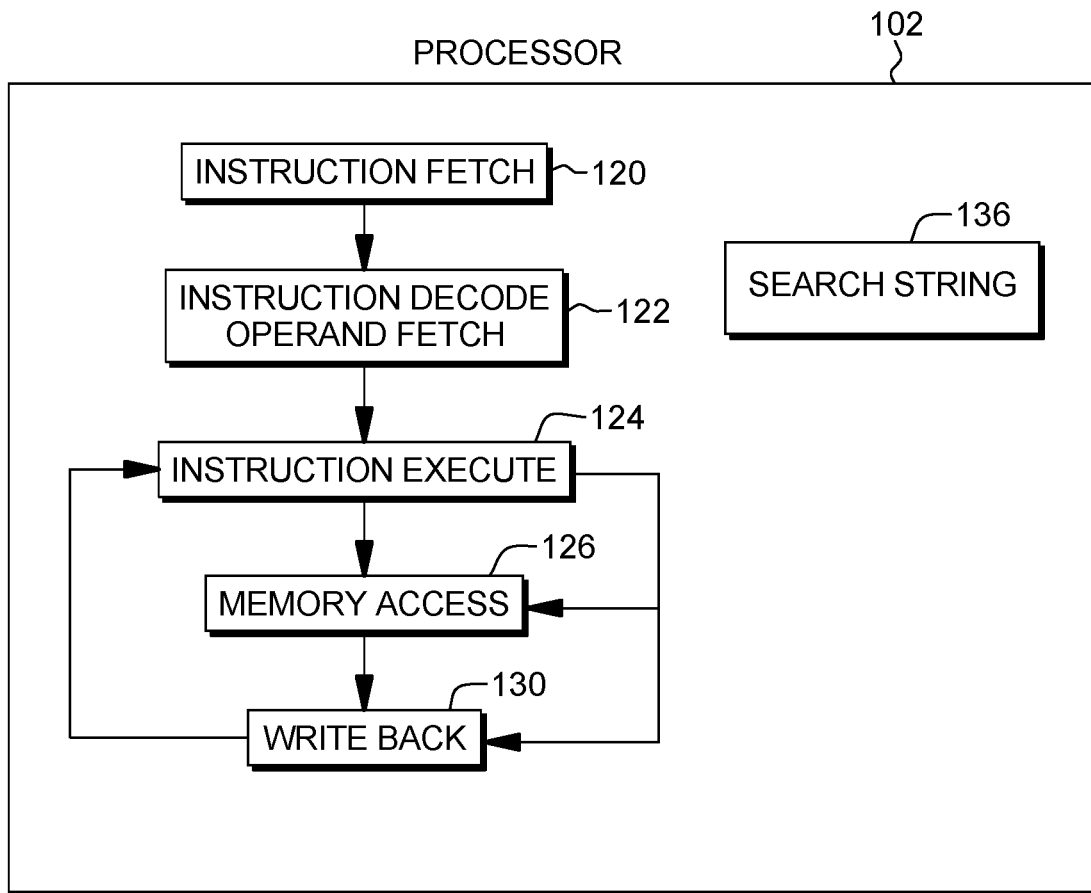 102
PROCESSOR
INSTRUCTION FETCH
120
136
SEARCH STRING
INSTRUCTION DECODE
OPERAND FETCH
122
124
INSTRUCTION EXECUTE
126
MEMORY ACCESS
130
WRITE BACK